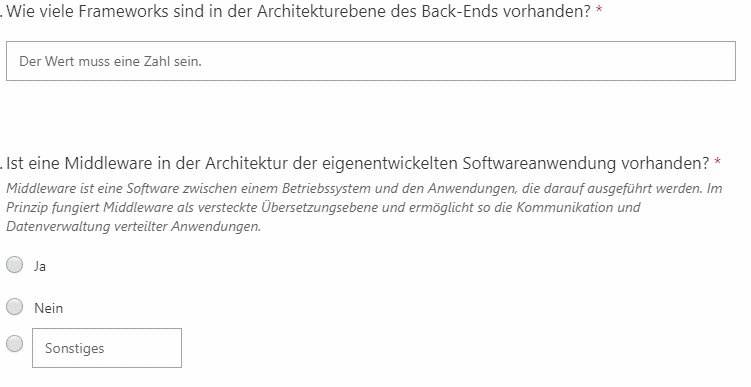 . Wie viele Frameworks sind in der Architekturebene des Back-Ends vorhanden? *
Der Wert muss eine Zahl sein.
. Ist eine Middleware in der Architektur der eigenentwickelten Softwareanwendung vorhanden? *
Middleware ist eine Software zwischen einem Betriebssystem und den Anwendungen, die darauf ausgeführt werden. Im
Prinzip fungiert Middleware als versteckte Übersetzungsebene und ermöglicht so die Kommunikation und
Datenverwaltung verteilter Anwendungen.
Ja
Nein
Sonstiges